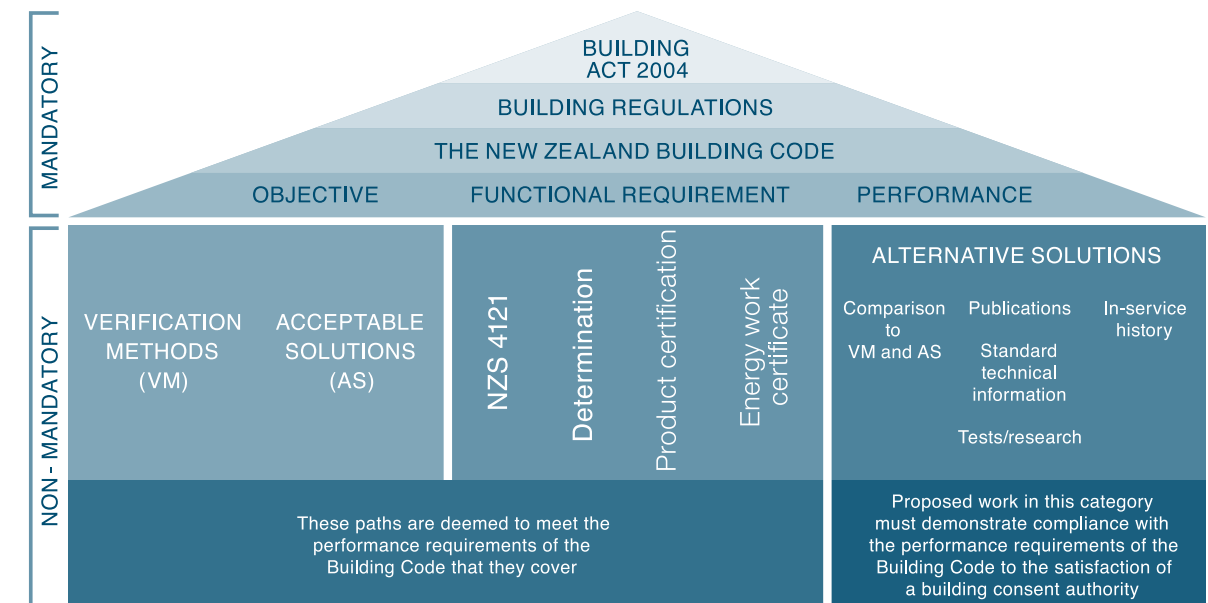 MANDATORY
BUILDING
ACT 2004
BUILDING REGULATIONS
THE NEW ZEALAND BUILDING CODE
OBJECTIVE FUNCTIONAL REQUIREMENT PERFORMANCE
NON - MANDATORY
VERIFICATION
METHODS
(VM)
ACCEPTABLE
SOLUTIONS
(AS)
NZS 4121
Determination
Product certification
Energy work
certificate
ALTERNATIVE SOLUTIONS
Comparison
to
VM and AS
Publications
Standard
technical
information
Tests/research
In-service
history
These paths are deemed to meet the
performance requirements of the
Building Code that they cover
Proposed work in this category
must demonstrate compliance with
the performance requirements of the
Building Code to the satisfaction of
a building consent authority